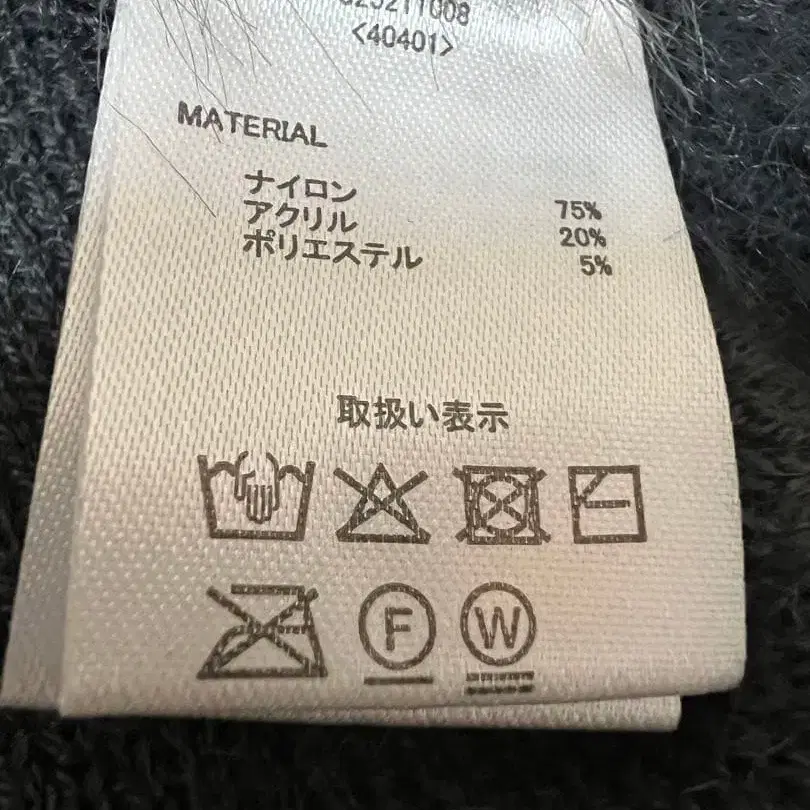 <40401>
MATERIAL
ナイロン 75%
アクリル 20%
ポリエステル 5%
取扱い表示
F W